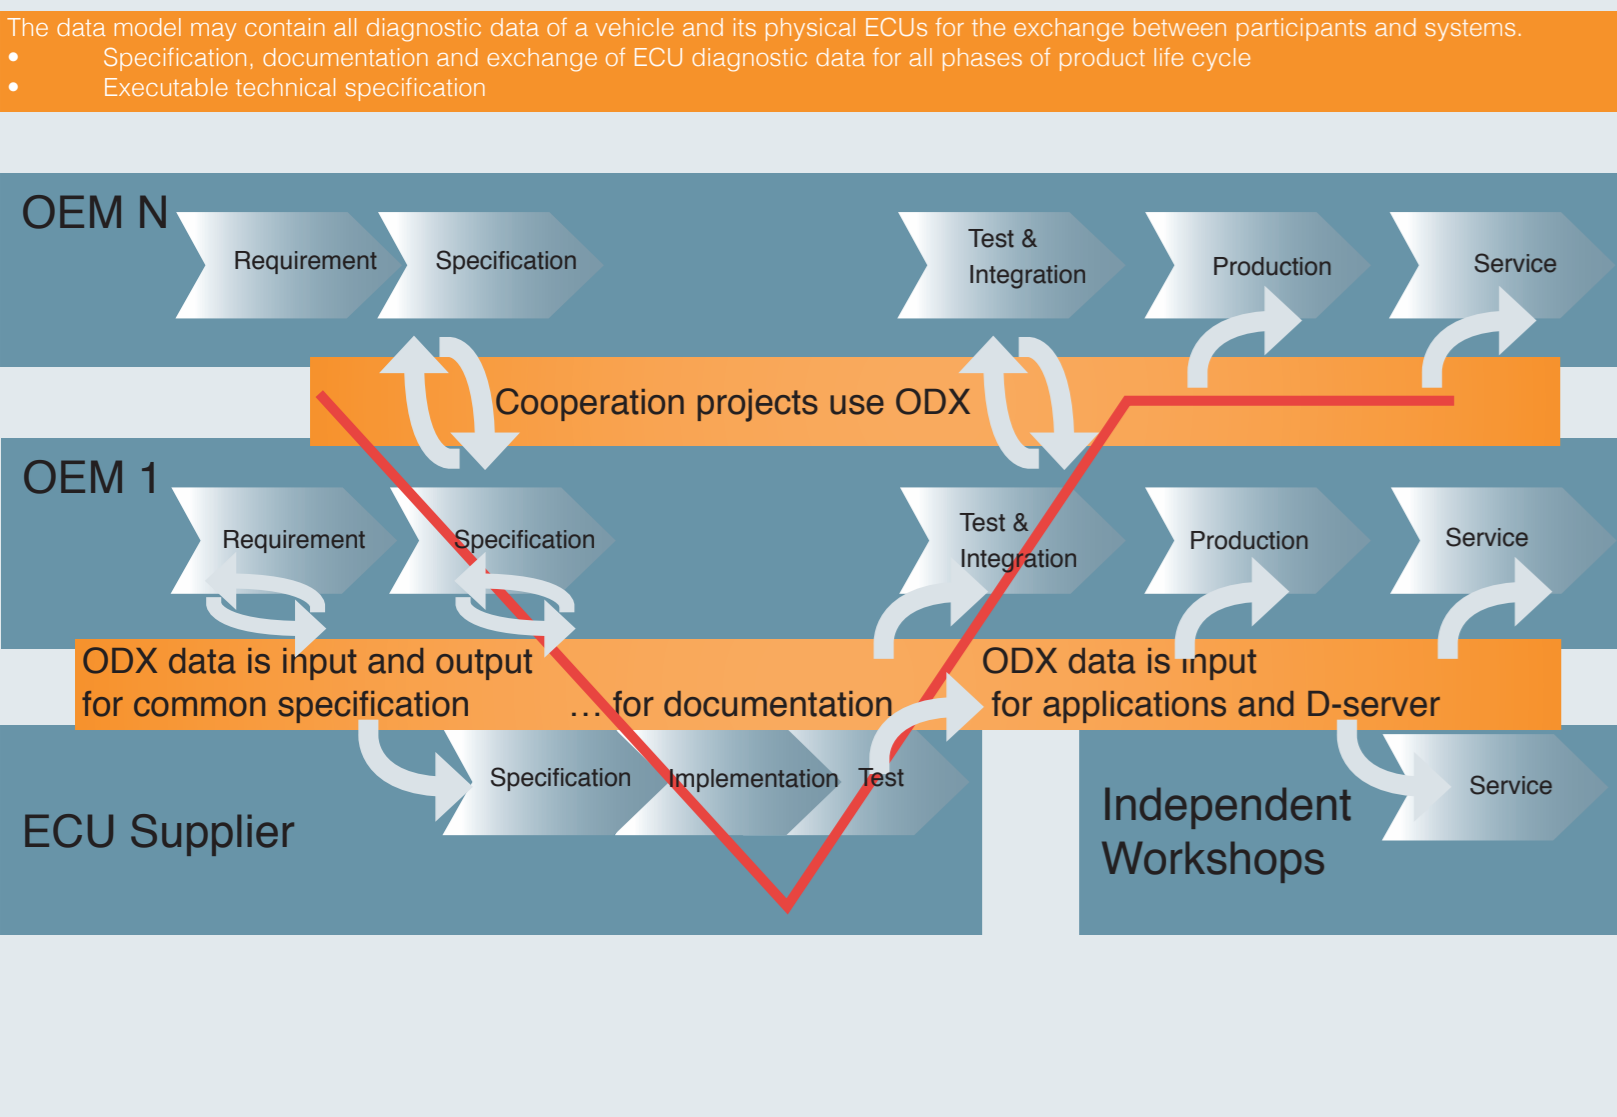 The data model may contain all diagnostic data of a vehicle and its physical ECUs for the exchange between participants and systems.
• Specification, documentation and exchange of ECU diagnostic data for all phases of product life cycle
• Executable technical specification
OEM N
Requirement
Specification
Test &
Integration
Production
Service
Cooperation projects use ODX
OEM 1
Requirement
Specification
Test &
Integration
Production
Service
ODX data is input and output
for common specification
… for documentation
ODX data is input
for applications and D-server
ECU Supplier
Specification
Implementation
Test
Independent
Workshops
Service